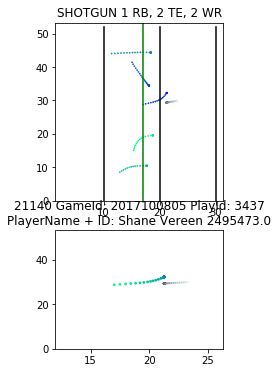 SHOTGUN 1 RB, 2 TE, 2 WR
50
40
30
20
10
0
10 20 30
21140 GameId: 2017100805 PlayId: 3437
PlayerName + ID: Shane Vereen 2495473.0
40
20
0
15 20 25